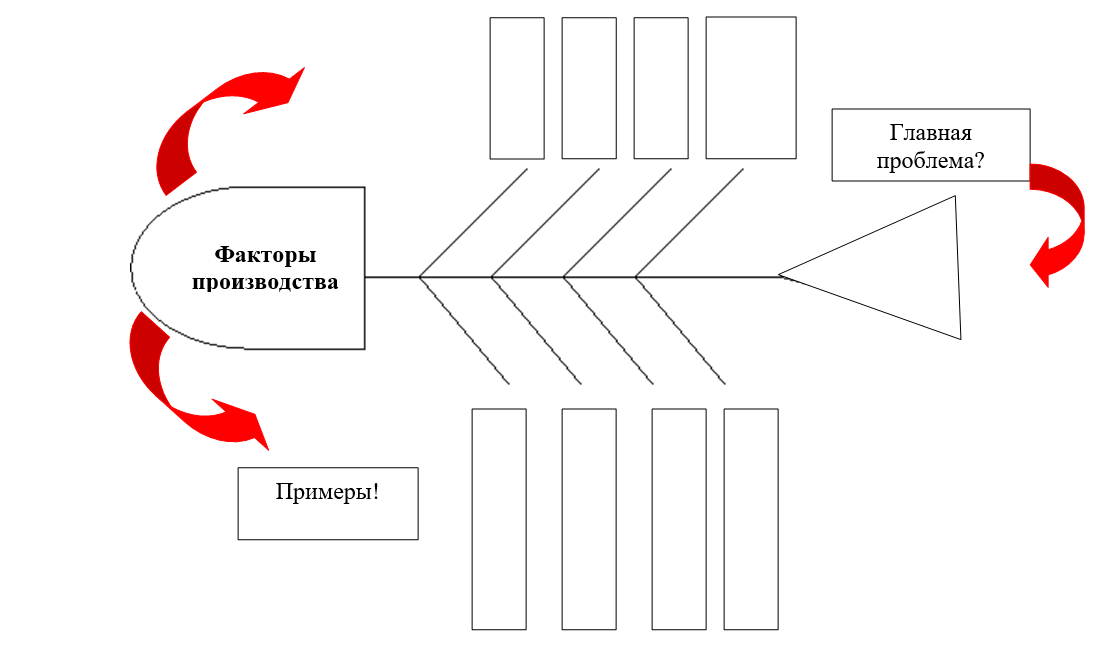 Главная
проблема?
Факторы
производства
Примеры!